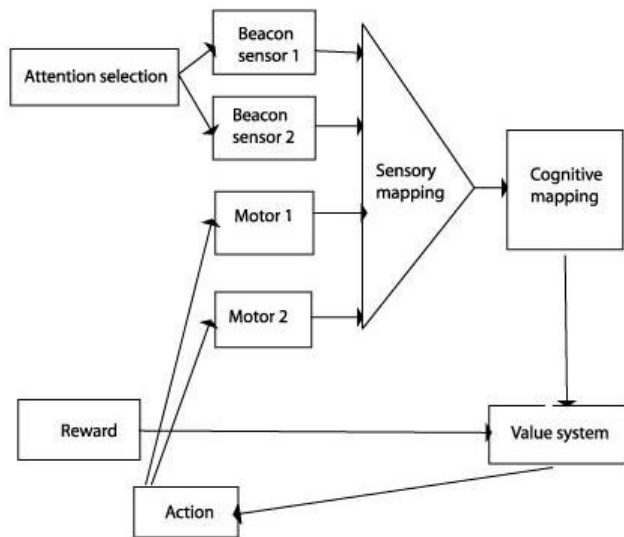 Beacon
sensor 1
Attention selection
Beacon
sensor 2
Sensory
mapping
Cognitive
mapping
Motor 1
Motor 2
Reward
Value system
Action